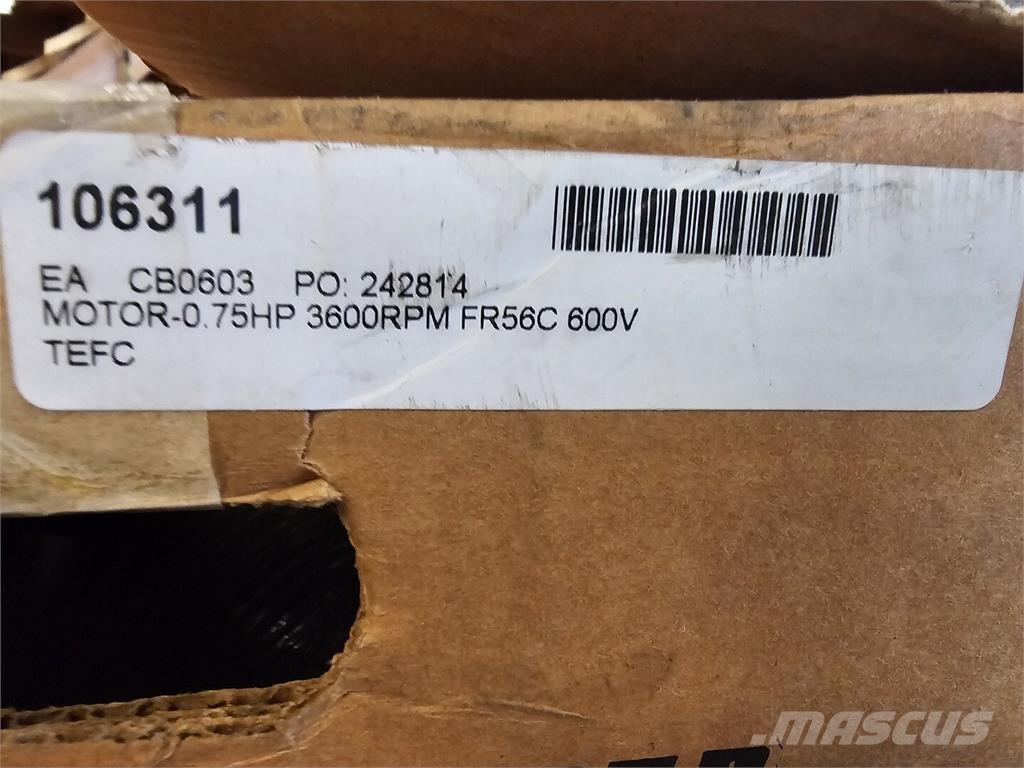 106311
EA CB0603 PO: 242814
MOTOR-0.75HP 3600RPM FR56C 600V
TEFC
MASCUS